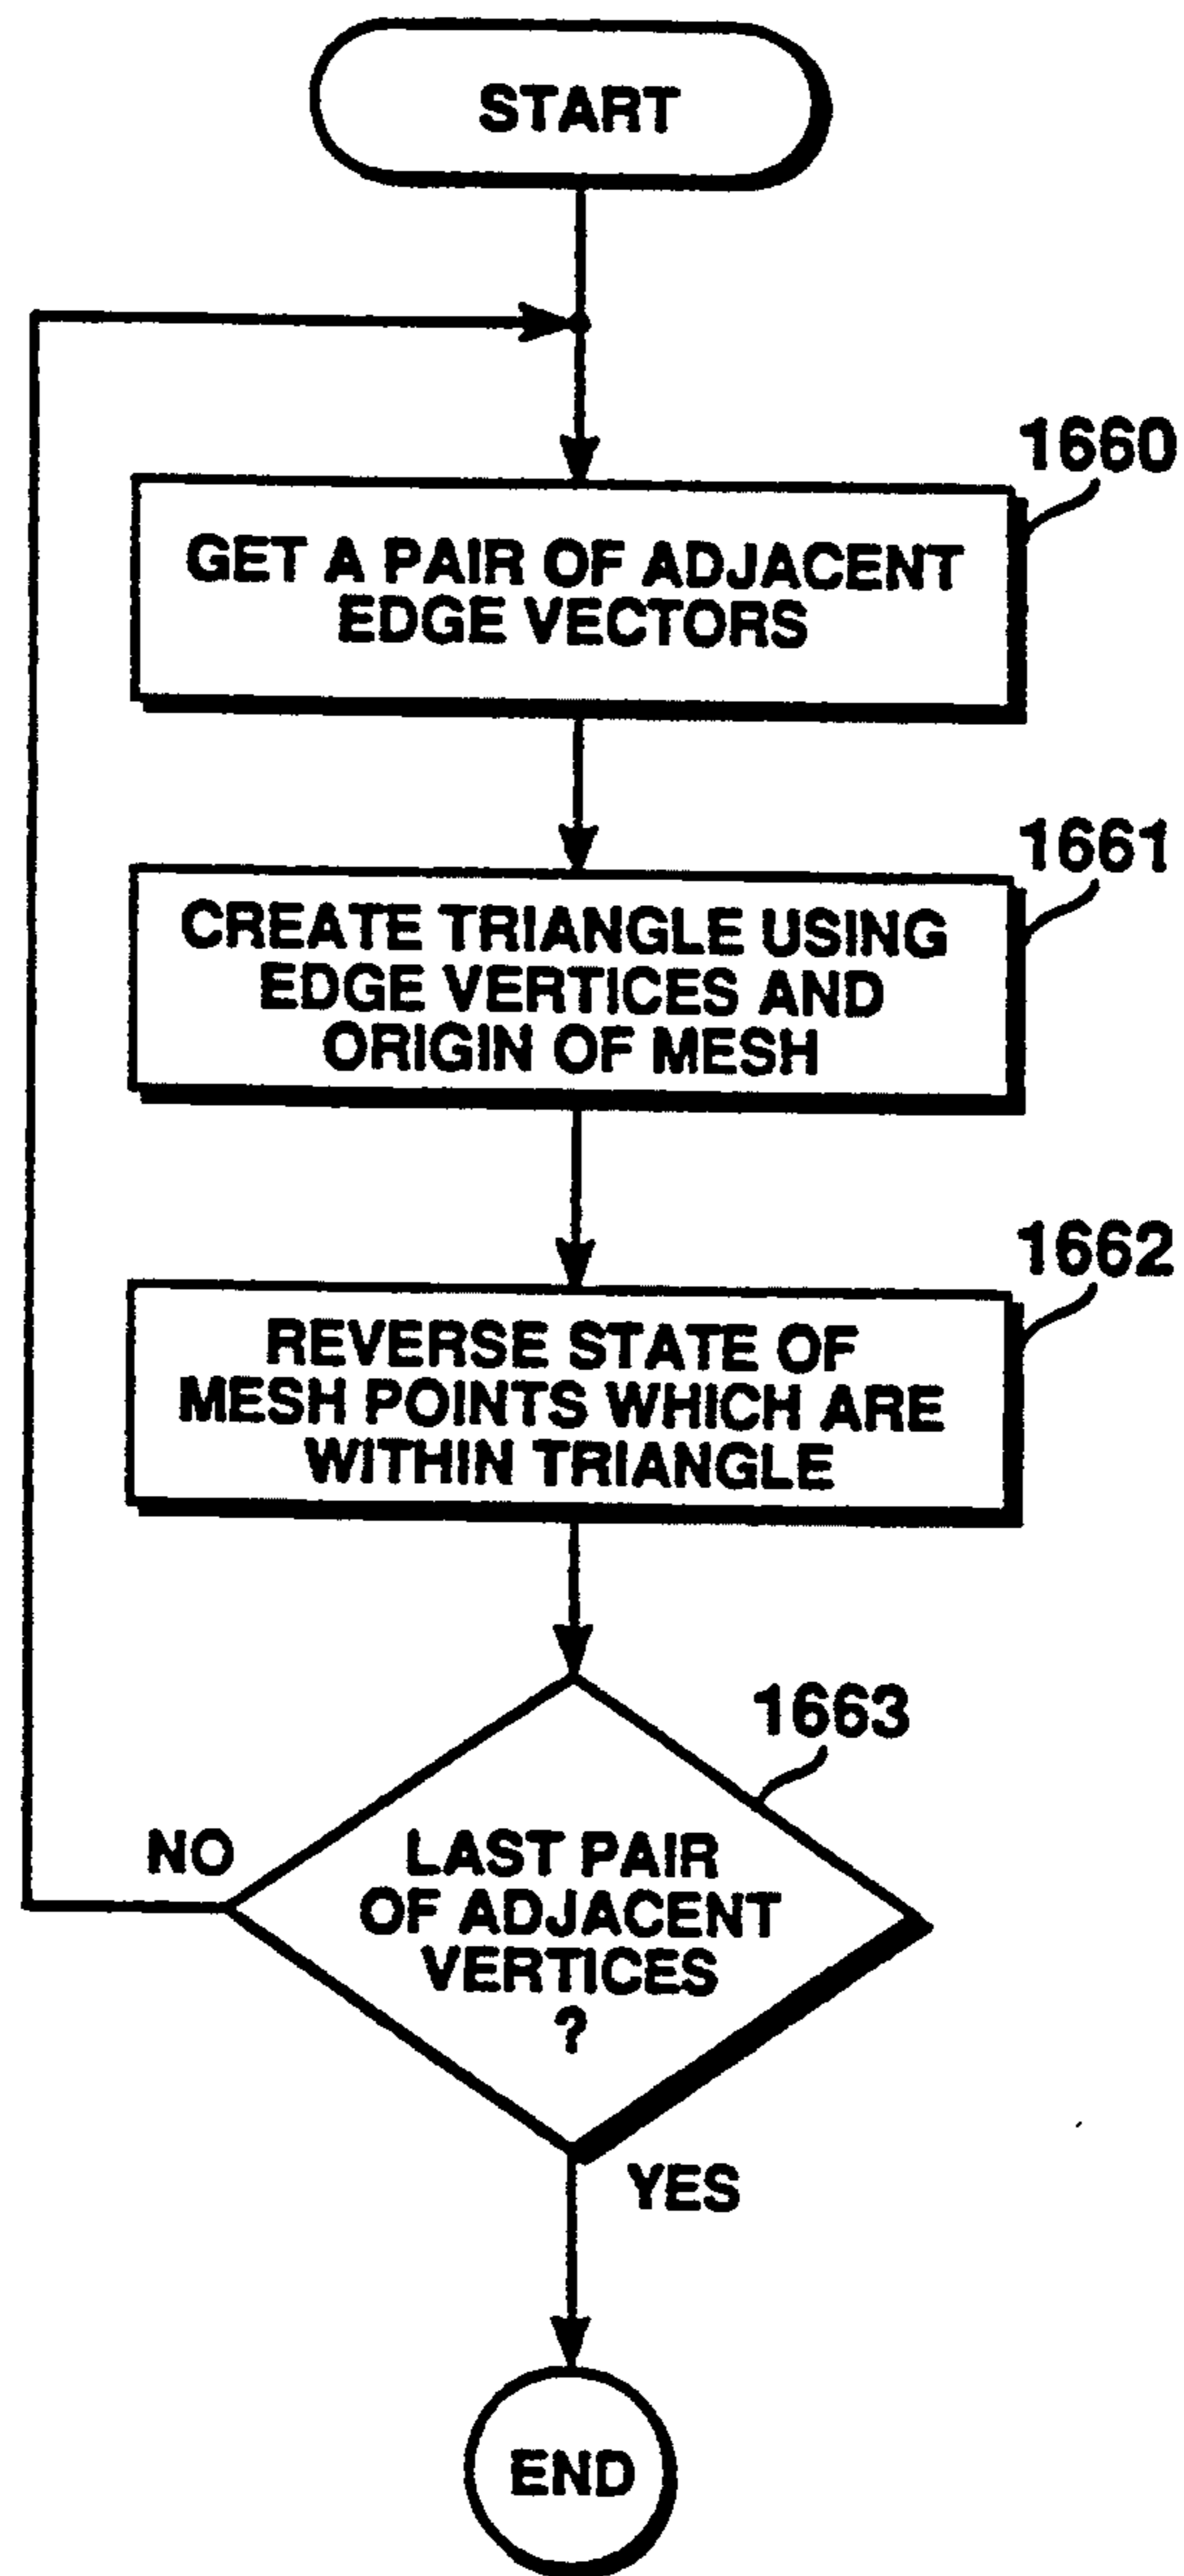 START
1660
GET A PAIR OF ADJACENT
EDGE VECTORS
1661
CREATE TRIANGLE USING
EDGE VERTICES AND
ORIGIN OF MESH
1662
REVERSE STATE OF
MESH POINTS WHICH ARE
WITHIN TRIANGLE
1663
NO
LAST PAIR
OF ADJACENT
VERTICES
?
YES
END